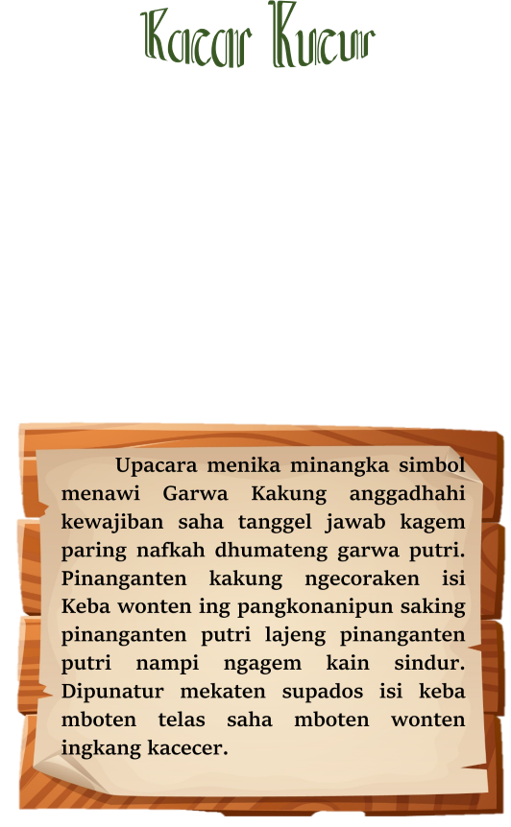 Kacar Kucur
Upacara menika minangka simbol
menawi Garwa Kakung anggadhahi
kewajiban saha tanggel jawab kagem
paring nafkah dhumateng garwa putri.
Pinanganten kakung ngecoraken isi
Keba wonten ing pangkonanipun saking
pinanganten putri lajeng pinanganten
putri nampi ngagem kain sindur.
Dipunatur mekaten supados isi keba
mboten telas saha mboten wonten
ingkang kacecer.